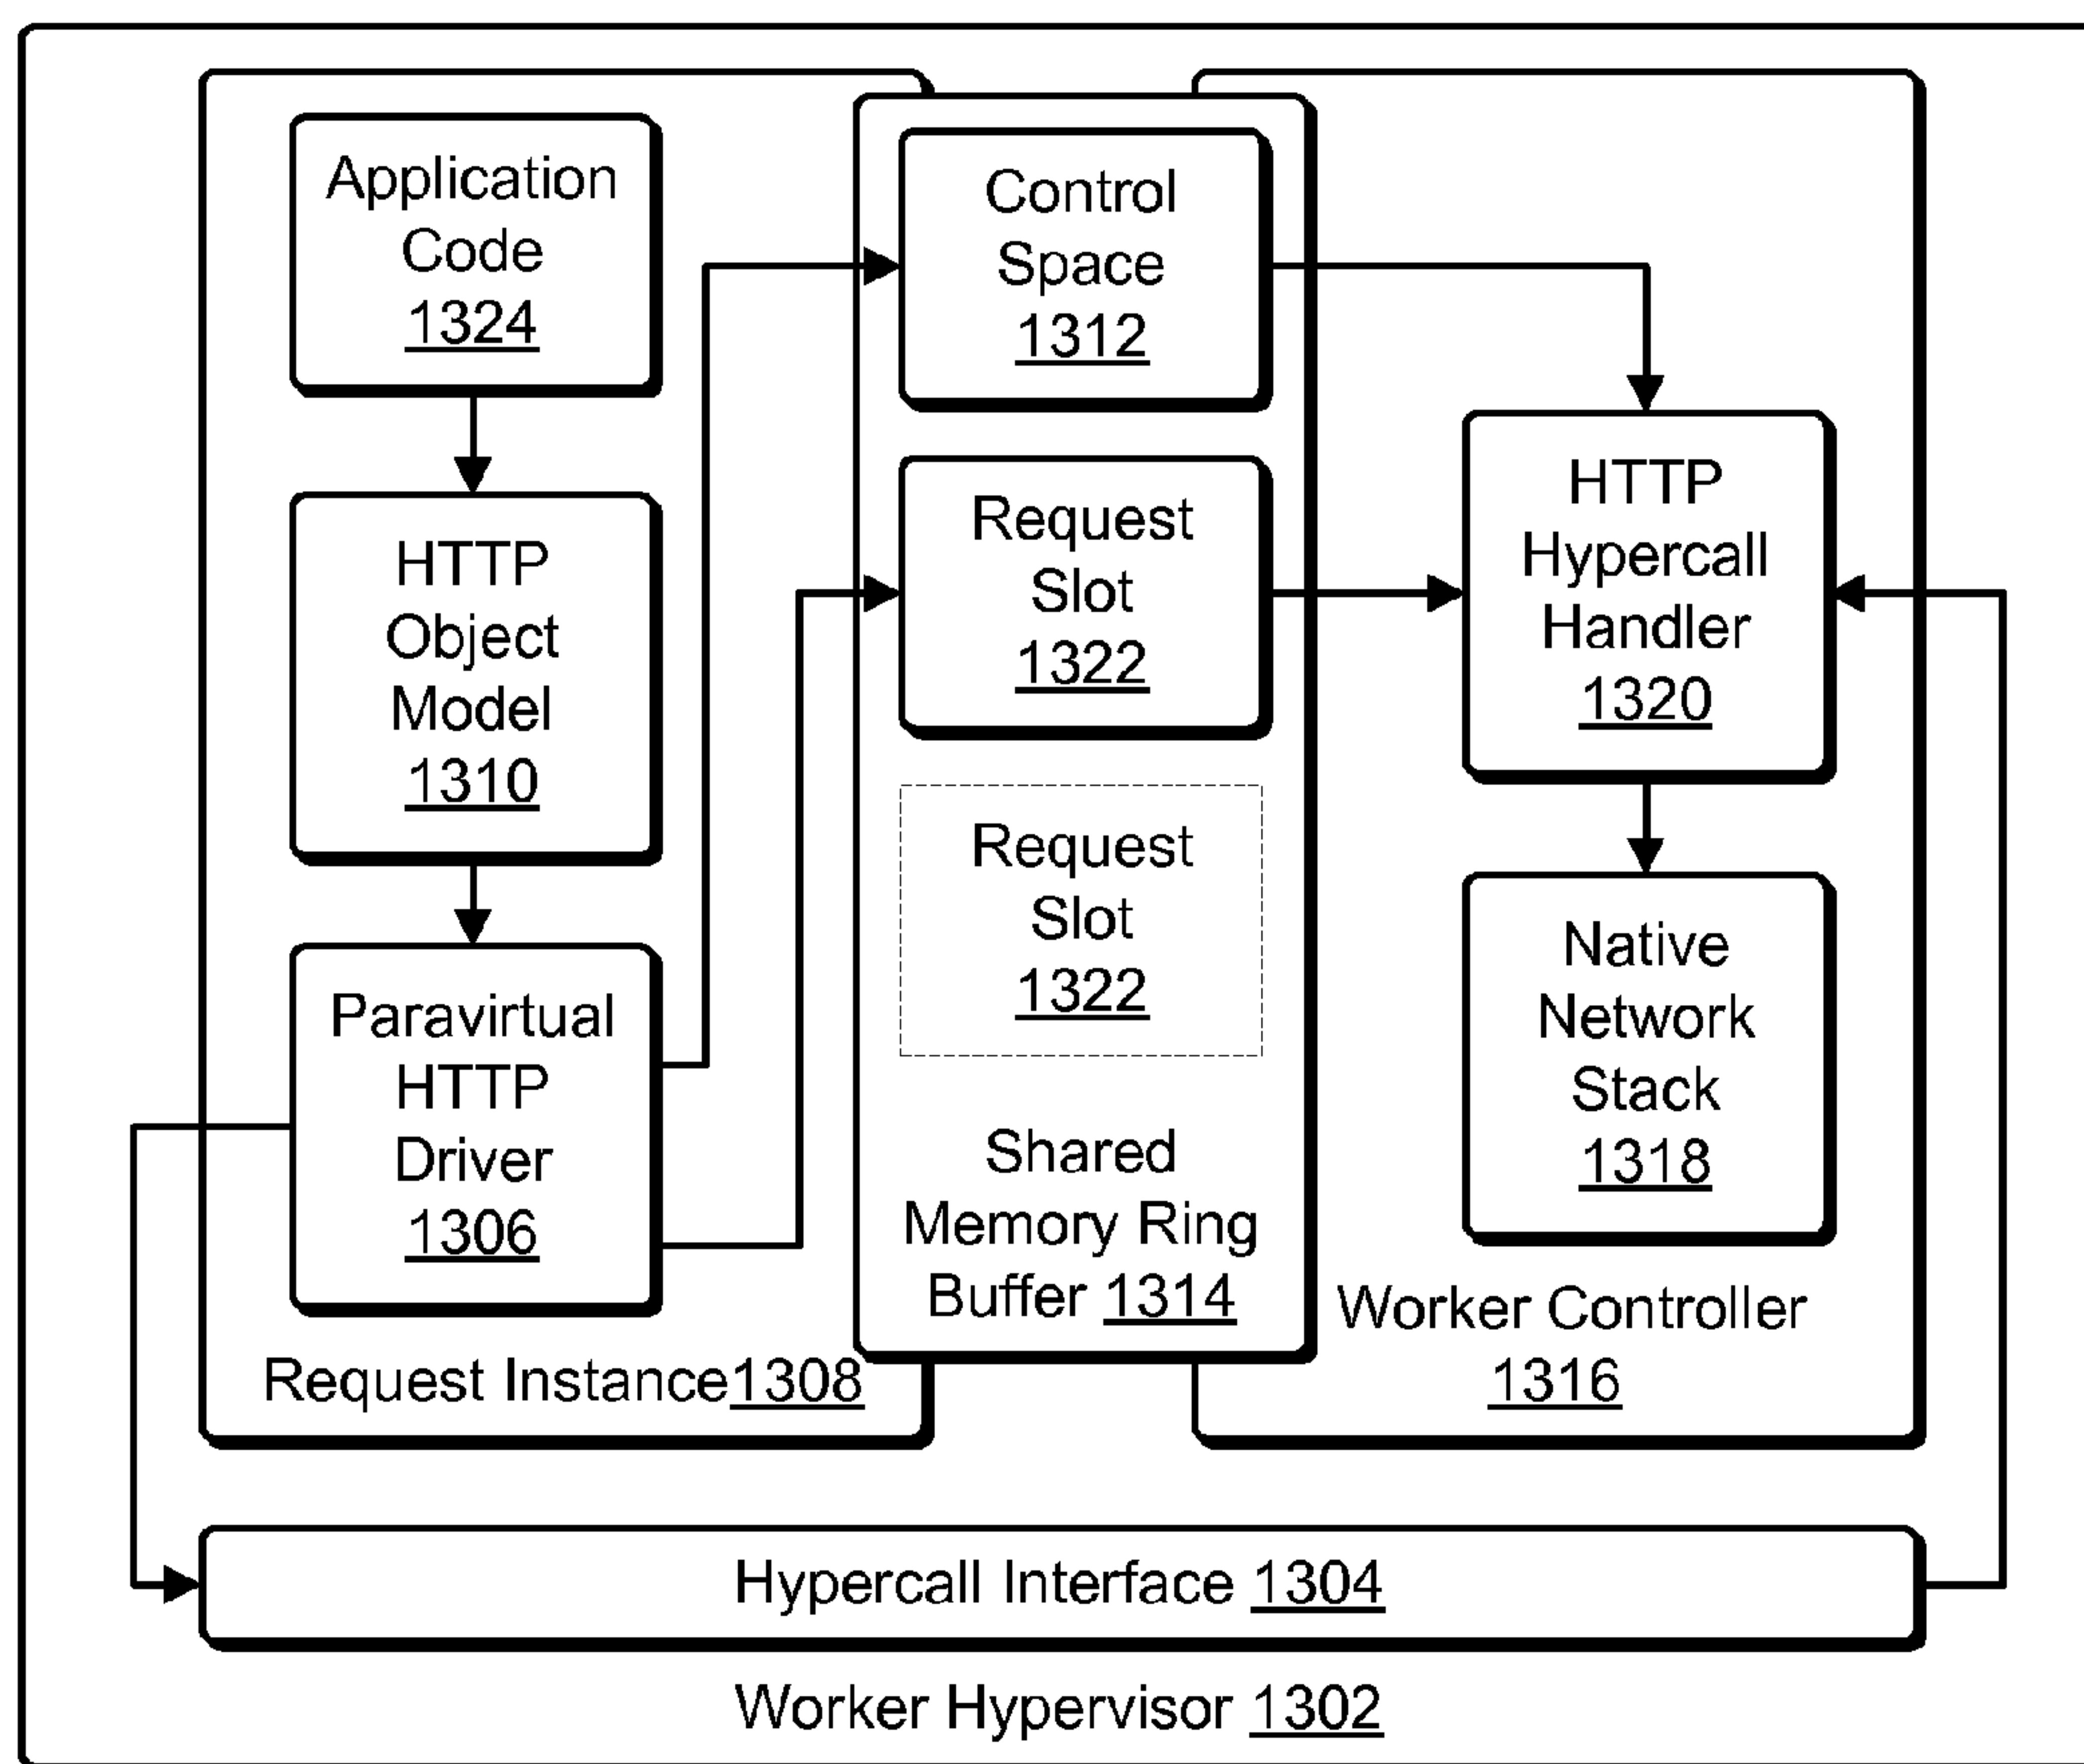 Application
Code
1324
HTTP
Object
Model
1310
Paravirtual
HTTP
Driver
1306
Request Instance1308
Control
Space
1312
Request
Slot
1322
Request
Slot
1322
Shared
Memory Ring
Buffer 1314
HTTP
Hypercall
Handler
1320
Native
Network
Stack
1318
Worker Controller
1316
Hypercall Interface 1304
Worker Hypervisor 1302